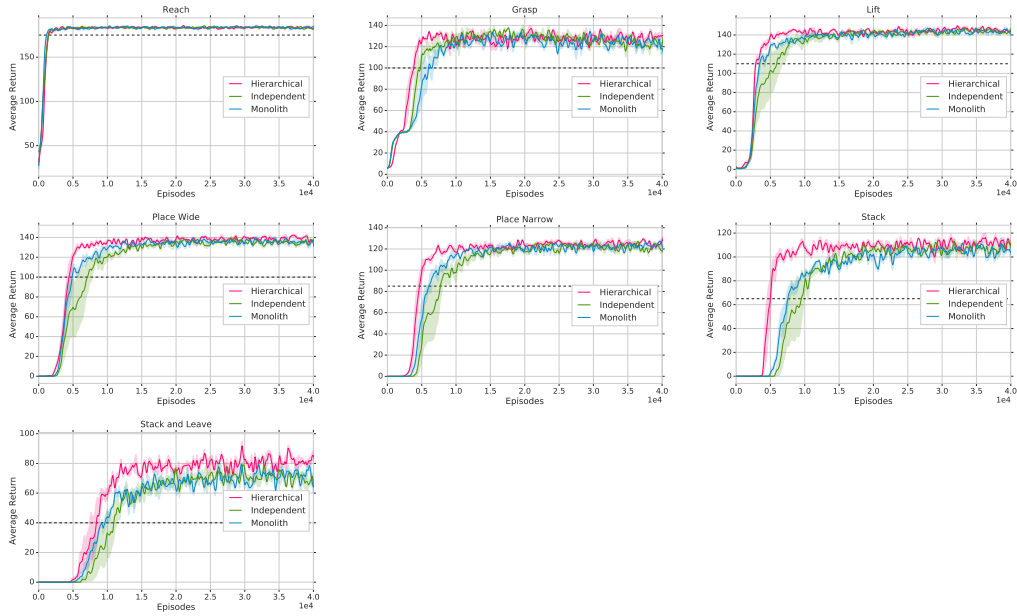 Reach
Average Return
150
100
50
Hierarchical
Independent
Monolith
0.0 0.5 1.0 1.5 2.0 2.5 3.0 3.5 4.0
Episodes
1e4
Grasp
Average Return
140
120
100
80
60
40
20
0
Hierarchical
Independent
Monolith
0.0 0.5 1.0 1.5 2.0 2.5 3.0 3.5 4.0
Episodes
1e4
Lift
Average Return
140
120
100
80
60
40
20
0
Hierarchical
Independent
Monolith
0.0 0.5 1.0 1.5 2.0 2.5 3.0 3.5 4.0
Episodes
1e4
Place Wide
Average Return
140
120
100
80
60
40
20
0
Hierarchical
Independent
Monolith
0.0 0.5 1.0 1.5 2.0 2.5 3.0 3.5 4.0
Episodes
1e4
Place Narrow
Average Return
140
120
100
80
60
40
20
0
Hierarchical
Independent
Monolith
0.0 0.5 1.0 1.5 2.0 2.5 3.0 3.5 4.0
Episodes
1e4
Stack
Average Return
120
100
80
60
40
20
0
Hierarchical
Independent
Monolith
0.0 0.5 1.0 1.5 2.0 2.5 3.0 3.5 4.0
Episodes
1e4
Stack and Leave
Average Return
100
80
60
40
20
0
Hierarchical
Independent
Monolith
0.0 0.5 1.0 1.5 2.0 2.5 3.0 3.5 4.0
Episodes
1e4